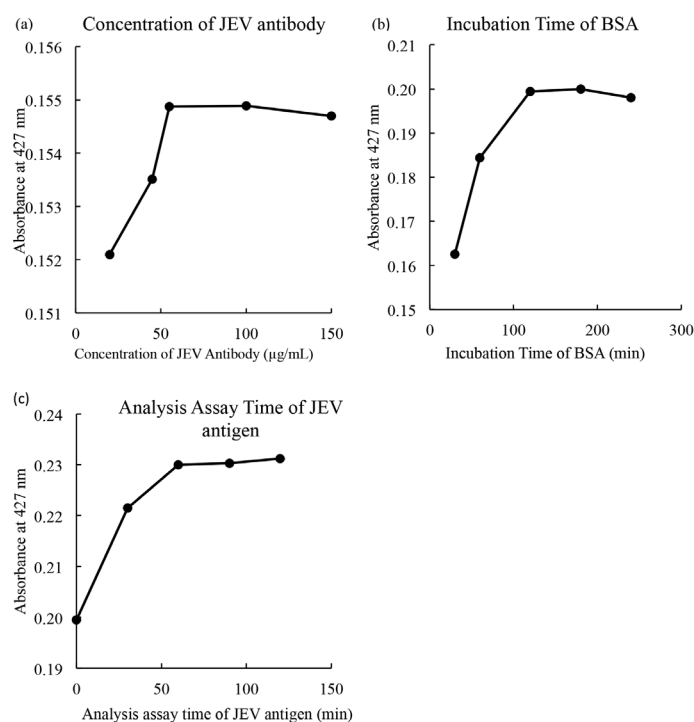 (a)
Concentration of JEV antibody
0.156
0.155
0.154
0.153
0.152
0.151
Absorbance at 427 nm
0
50
100
150
Concentration of JEV Antibody (µg/mL)
(b)
Incubation Time of BSA
0.21
0.20
0.19
0.18
0.17
0.16
0.15
Absorbance at 427 nm
0
100
200
300
Incubation Time of BSA (min)
(c)
Analysis Assay Time of JEV
antigen
0.24
0.23
0.22
0.21
0.20
0.19
Absorbance at 427 nm
0
50
100
150
Analysis assay time of JEV antigen (min)